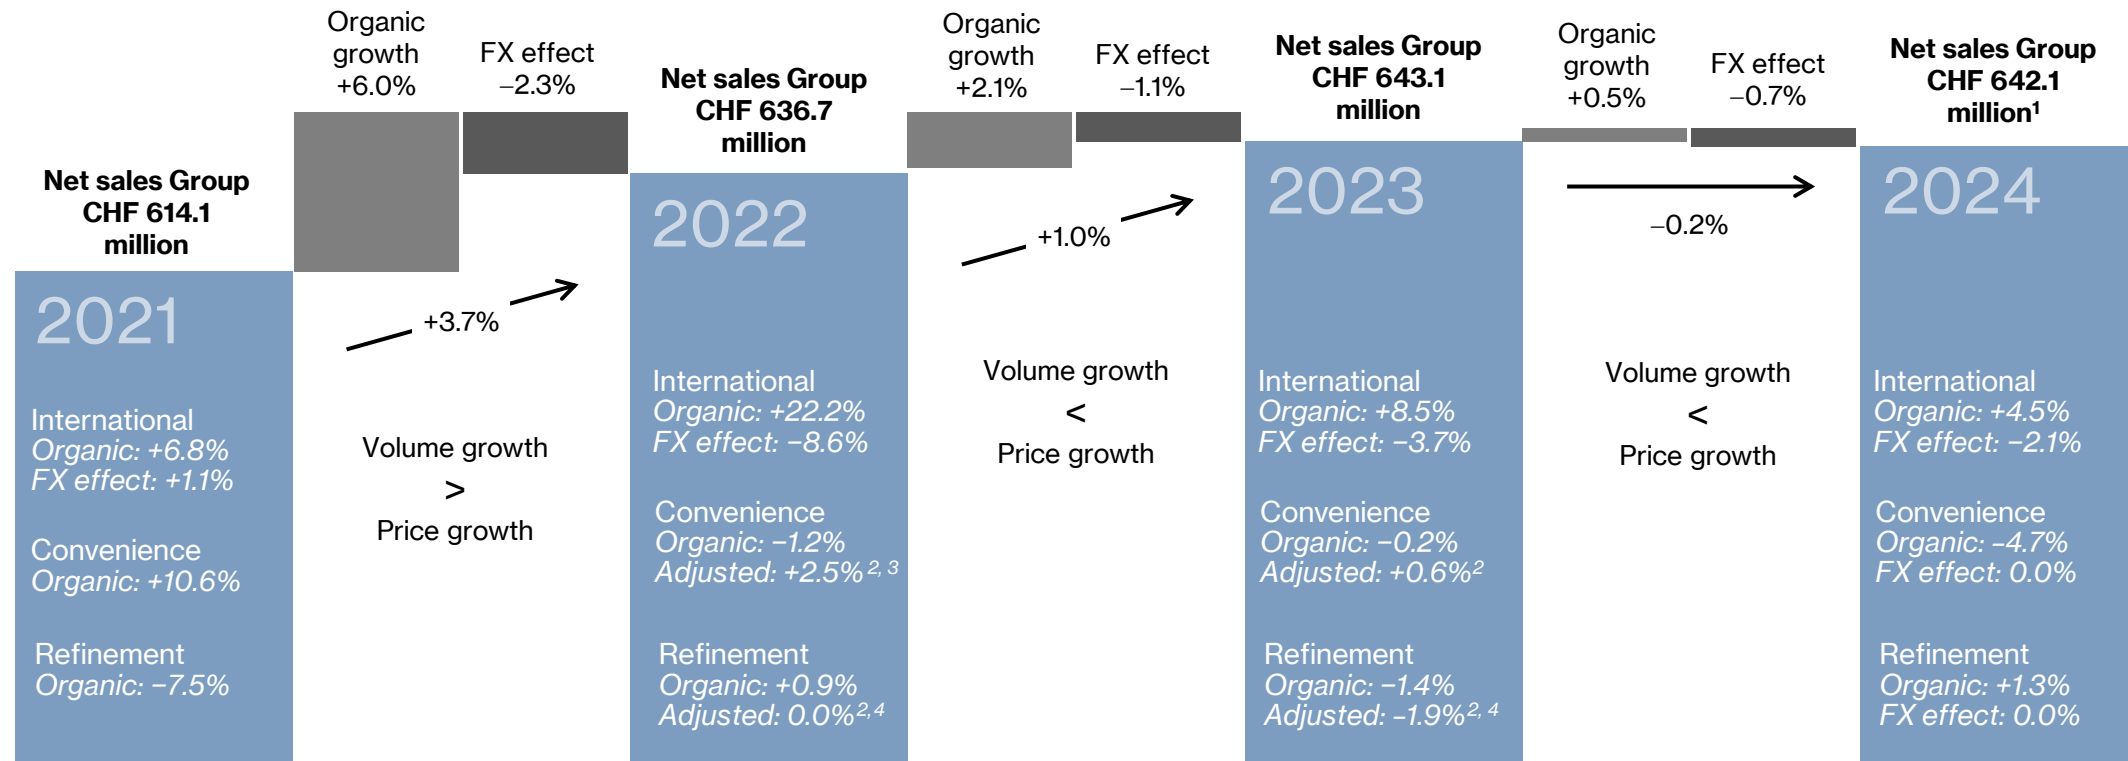 Net sales Group
CHF 614.1
million
2021
International
Organic: +6.8%
FX effect: +1.1%
Convenience
Organic: +10.6%
Refinement
Organic: −7.5%
Organic
growth
+6.0%
FX effect
−2.3%
+3.7%
Volume growth
>
Price growth
Net sales Group
CHF 636.7
million
2022
International
Organic: +22.2%
FX effect: −8.6%
Convenience
Organic: −1.2%
Adjusted: +2.5%2, 3
Refinement
Organic: +0.9%
Adjusted: 0.0%2,4
Organic
growth
+2.1%
FX effect
−1.1%
+1.0%
Volume growth
<
Price growth
Net sales Group
CHF 643.1
million
2023
International
Organic: +8.5%
FX effect: −3.7%
Convenience
Organic: −0.2%
Adjusted: +0.6%2
Refinement
Organic: −1.4%
Adjusted: –1.9%2, 4
Organic
growth
+0.5%
FX effect
−0.7%
−0.2%
Volume growth
<
Price growth
Net sales Group
CHF 642.1
million1
2024
International
Organic: +4.5%
FX effect: −2.1%
Convenience
Organic: –4.7%
FX effect: 0.0%
Refinement
Organic: +1.3%
FX effect: 0.0%